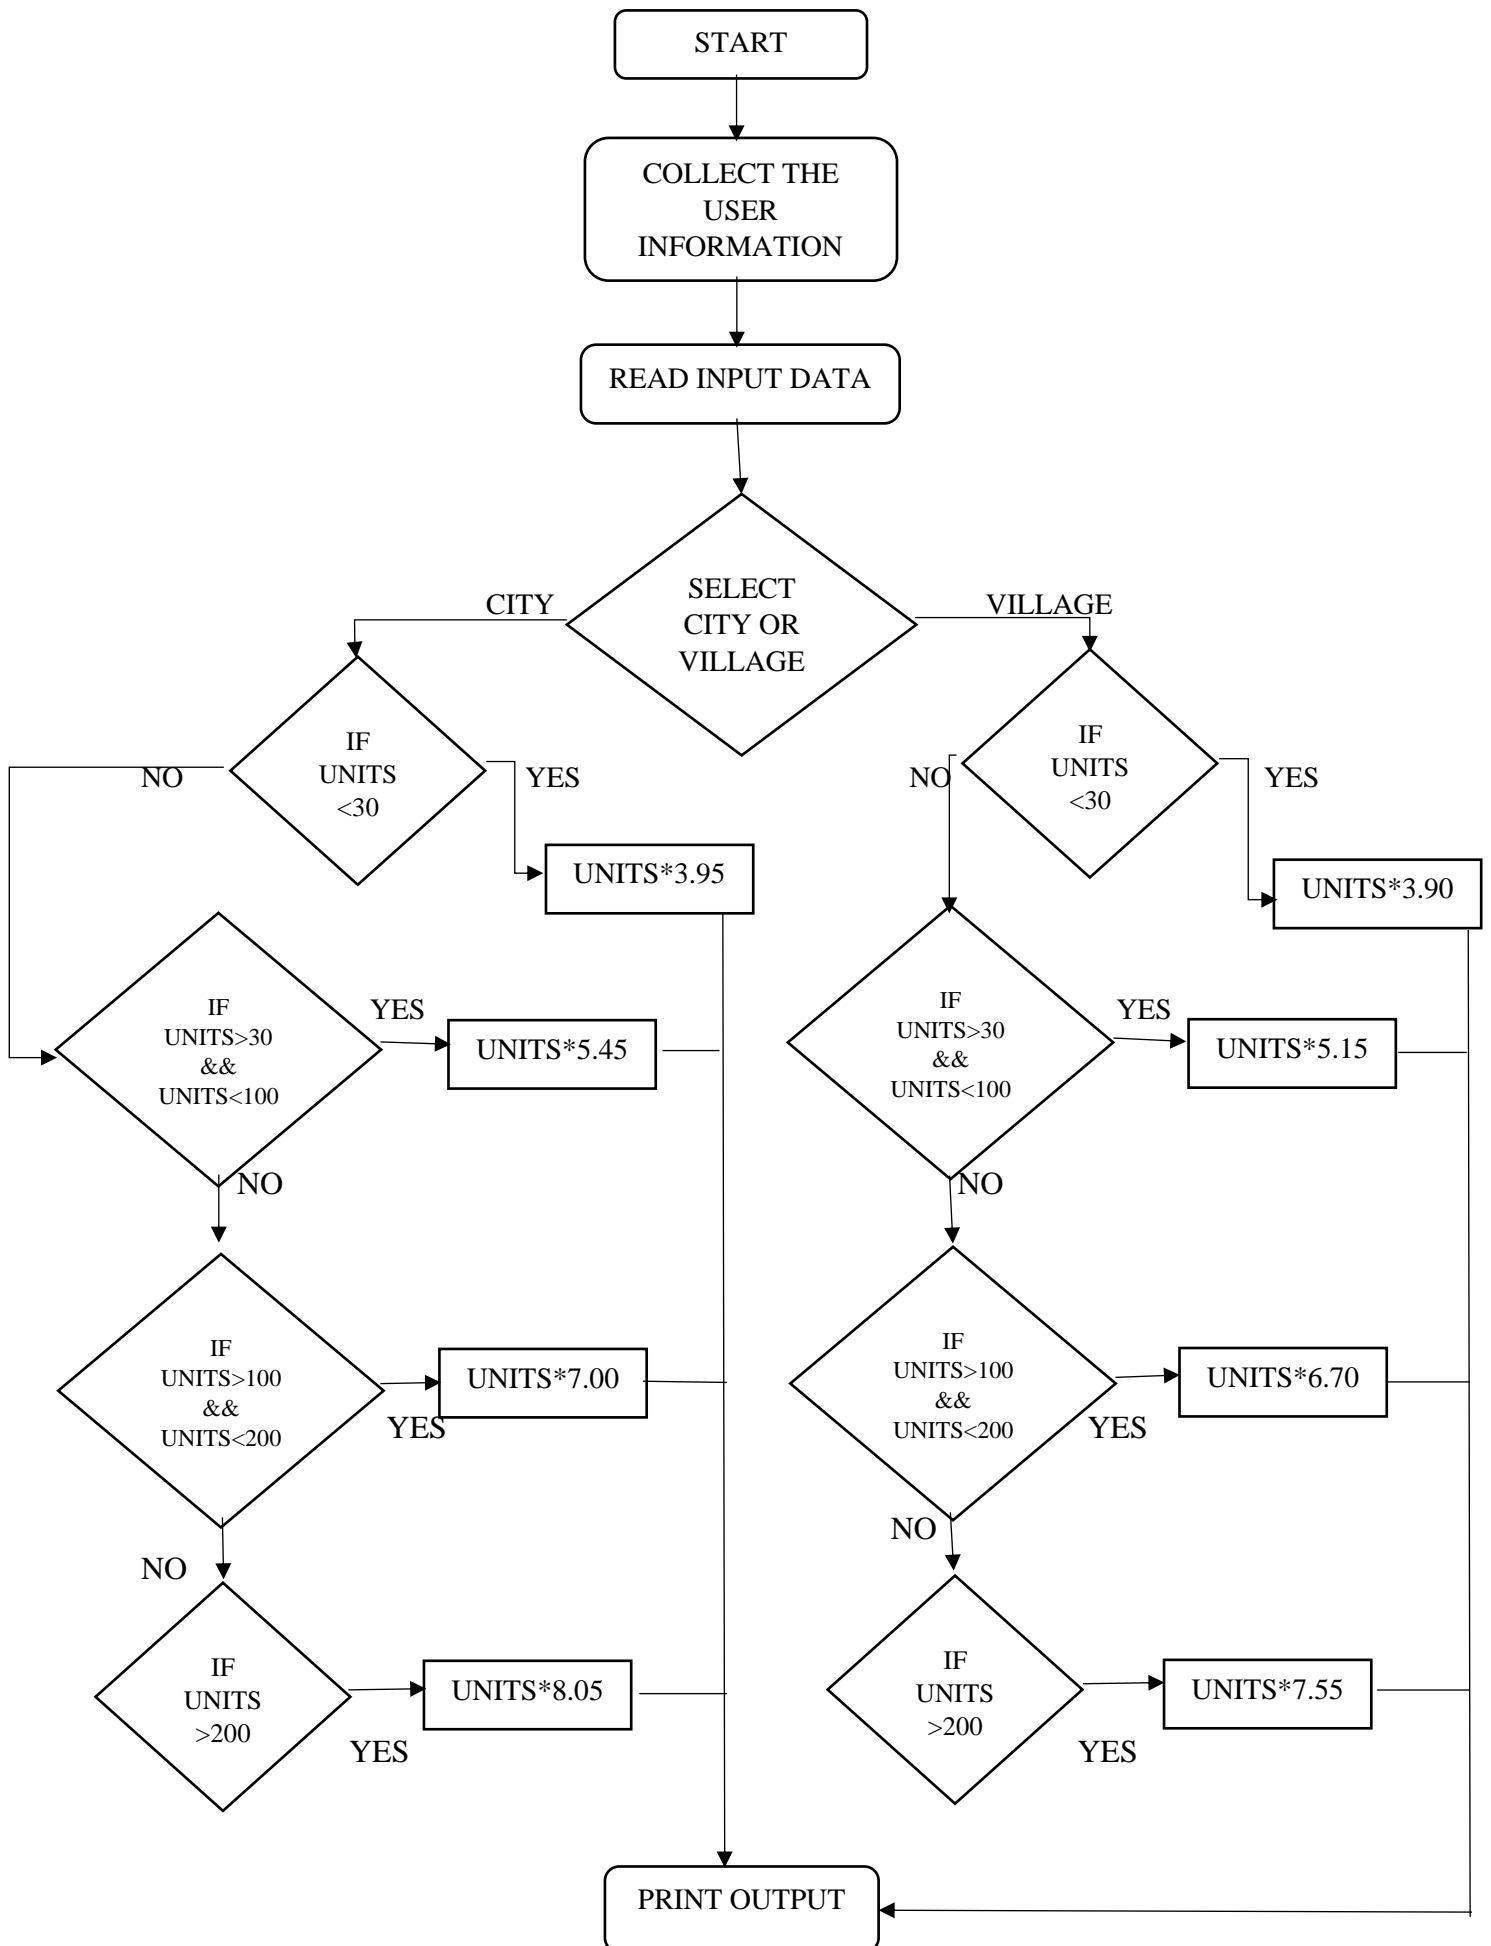 START
COLLECT THE
USER
INFORMATION
READ INPUT DATA
SELECT
CITY OR
VILLAGE
CITY
VILLAGE
IF
UNITS
<30
NO
YES
UNITS*3.95
IF
UNITS>30
&&
UNITS<100
YES
UNITS*5.45
NO
IF
UNITS>100
&&
UNITS<200
YES
UNITS*7.00
NO
IF
UNITS
>200
YES
UNITS*8.05
IF
UNITS
<30
NO
YES
UNITS*3.90
IF
UNITS>30
&&
UNITS<100
YES
UNITS*5.15
NO
IF
UNITS>100
&&
UNITS<200
YES
UNITS*6.70
NO
IF
UNITS
>200
YES
UNITS*7.55
PRINT OUTPUT